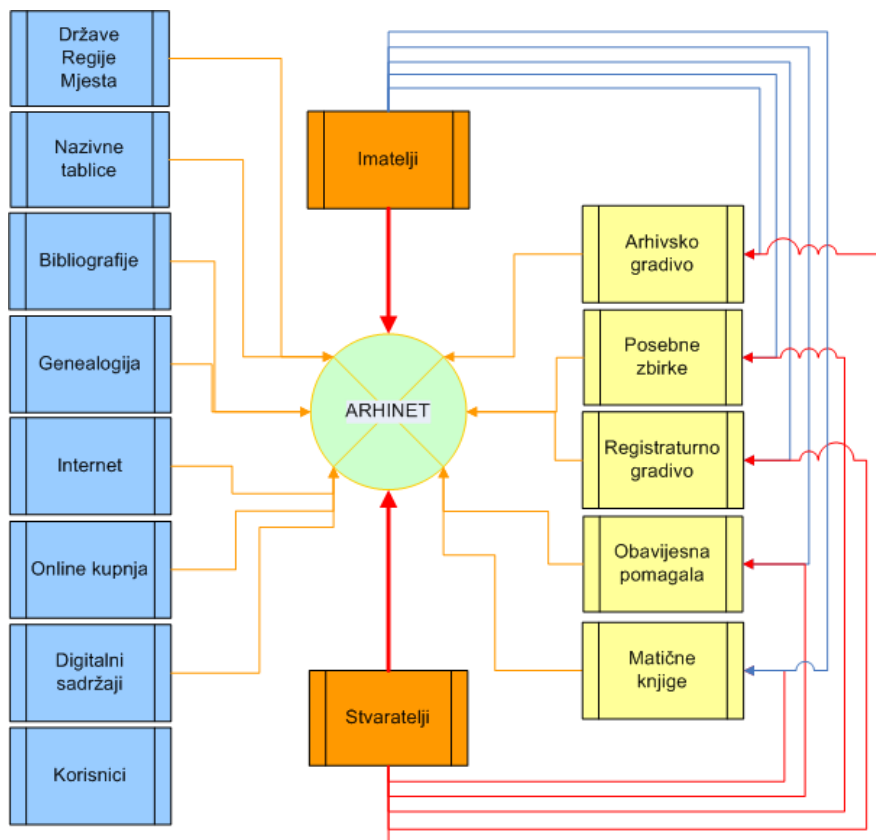 Države
Regije
Mjesta
Nazivne
tablice
Bibliografije
Genealogija
Internet
Online kupnja
Digitalni
sadržaji
Korisnici
Imatelji
ARHINET
Stvaratelji
Arhivsko
gradivo
Posebne
zbirke
Registraturno
gradivo
Obavijesna
pomagala
Matične
knjige